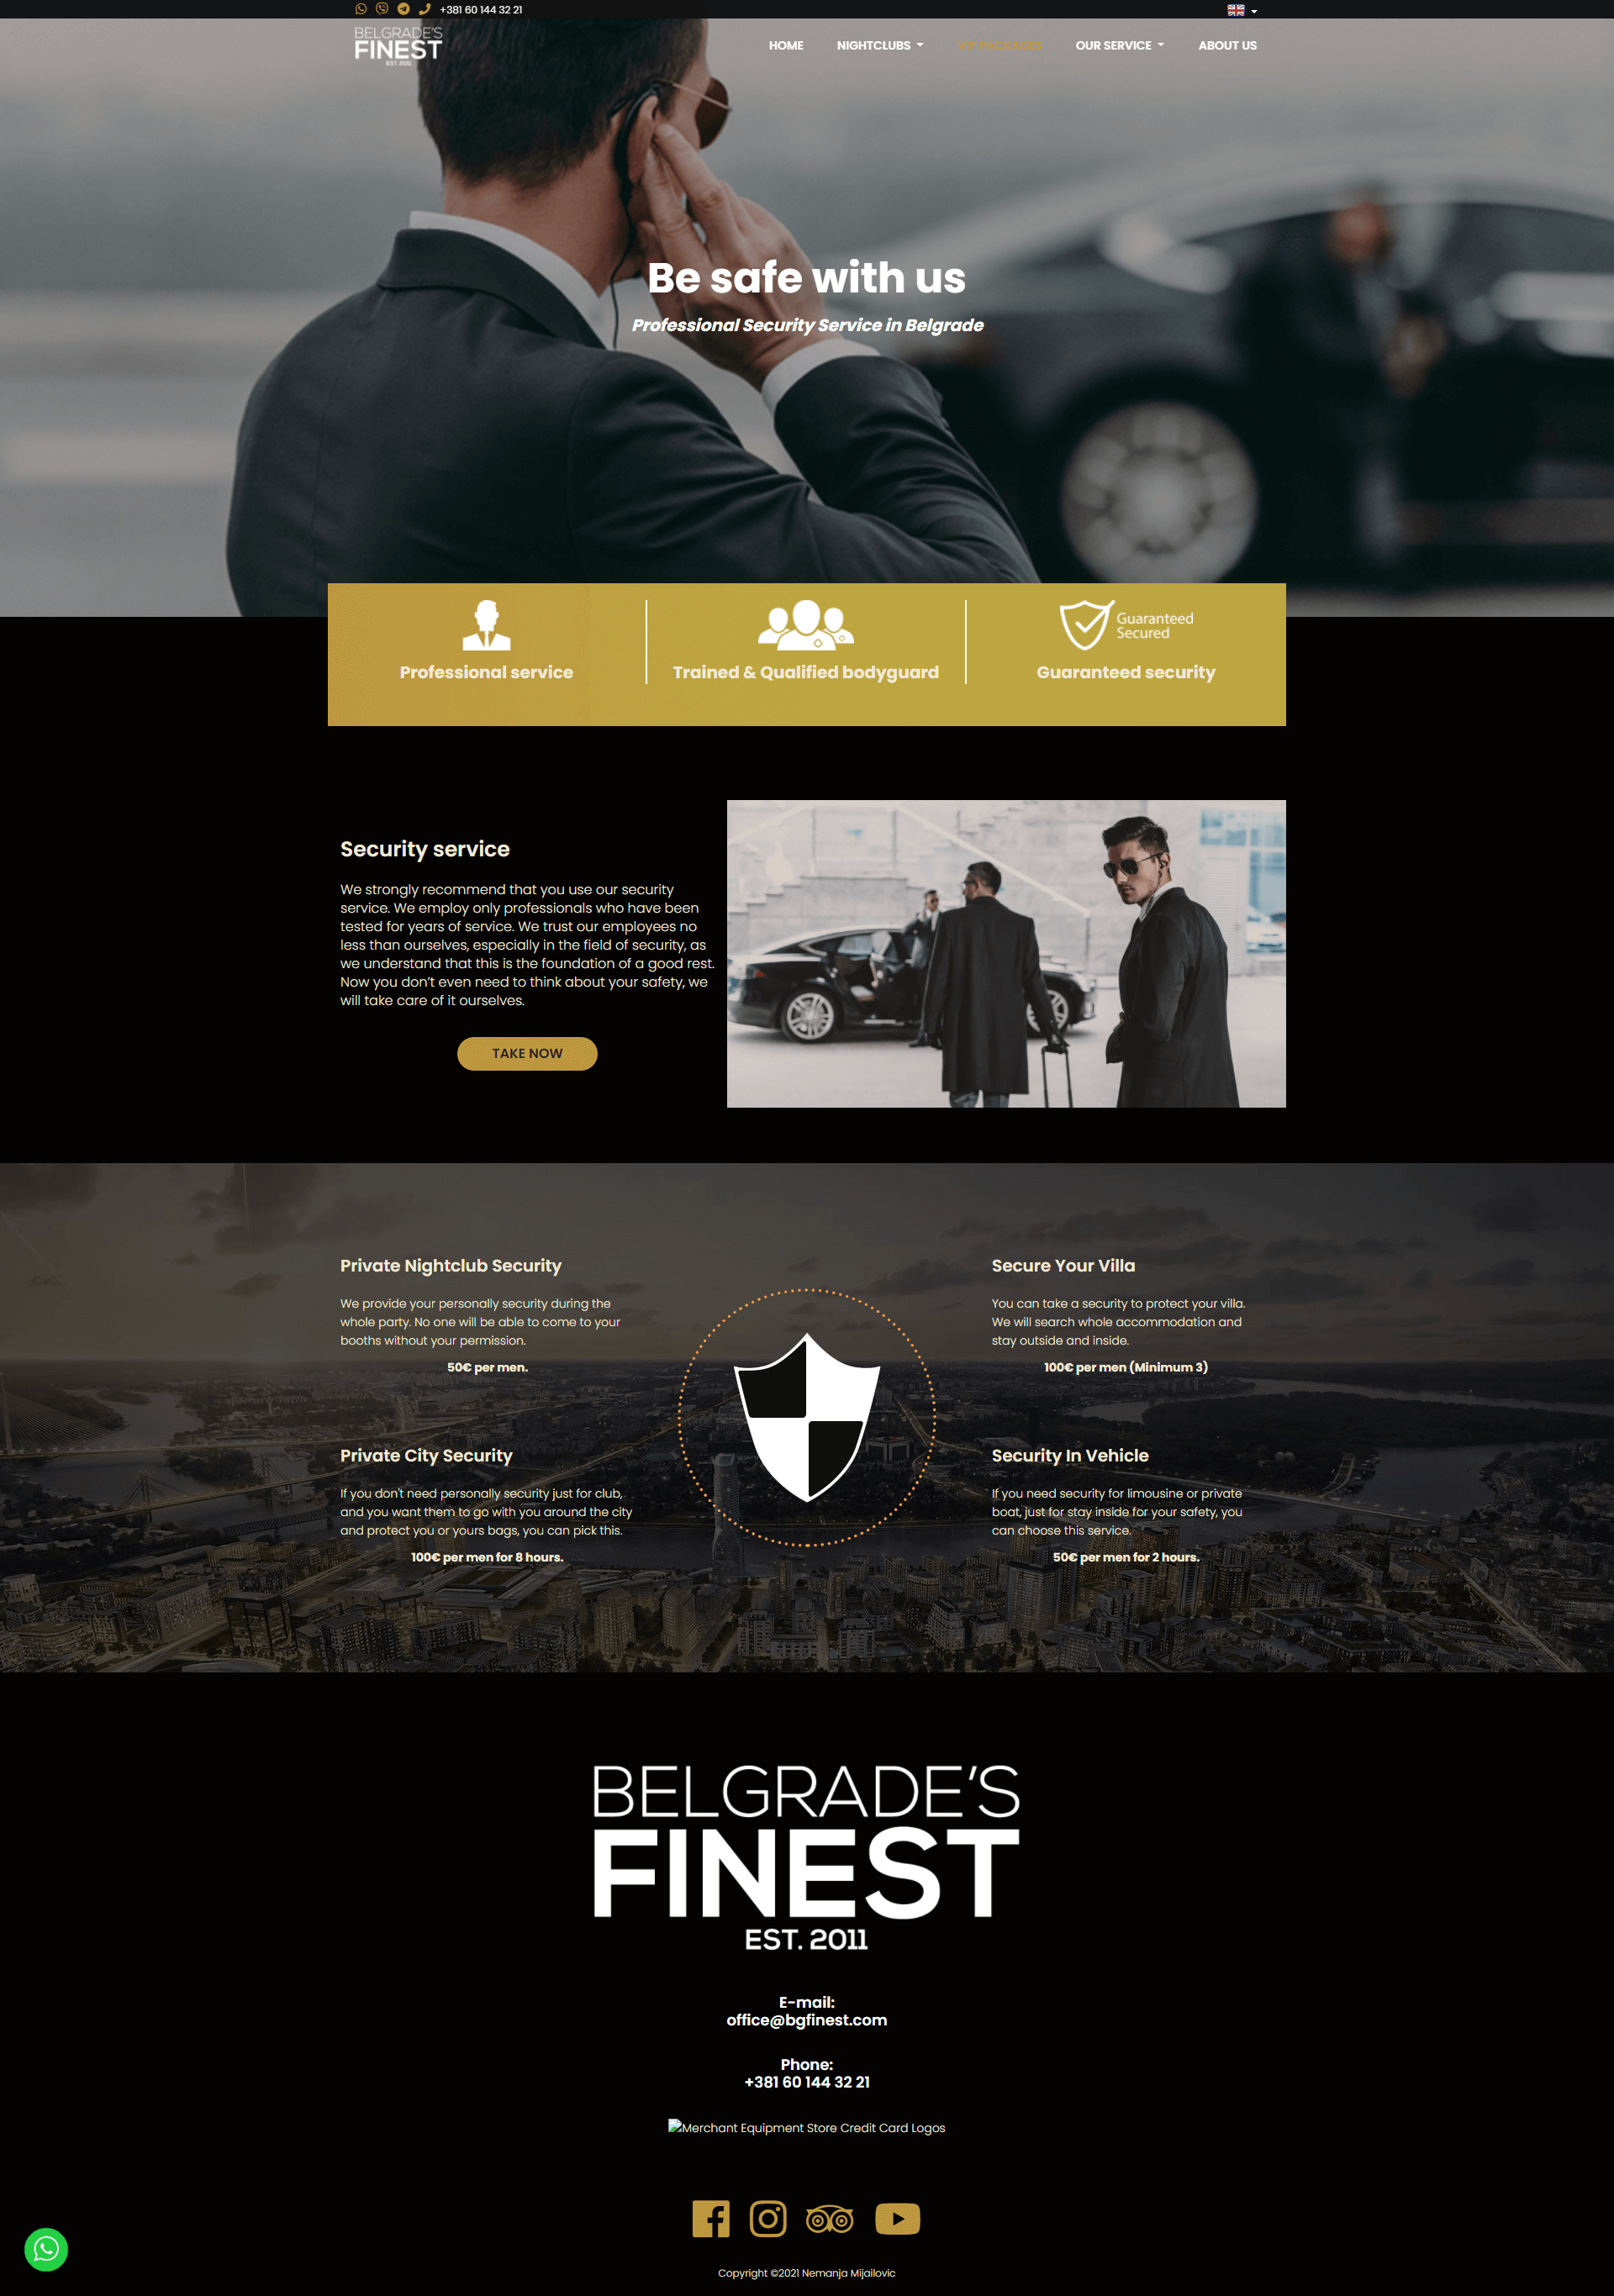 +381 60 144 32 21
BELGRADE'S
FINEST
EST. 2011
HOME
NIGHTCLUBS
VIP PACKAGES
OUR SERVICE
ABOUT US
Be safe with us
Professional Security Service in Belgrade
Professional service
Trained & Qualified bodyguard
Guaranteed
Secured
Guaranteed security
Security service
We strongly recommend that you use our security
service. We employ only professionals who have been
tested for years of service. We trust our employees no
less than ourselves, especially in the field of security, as
we understand that this is the foundation of a good rest.
Now you don't even need to think about your safety, we
will take care of it ourselves.
TAKE NOW
Private Nightclub Security
We provide your personally security during the
whole party. No one will be able to come to your
booths without your permission.
50€ per men.
Private City Security
If you don't need personally security just for club,
and you want them to go with you around the city
and protect you or yours bags, you can pick this.
100€ per men for 8 hours.
Secure Your Villa
You can take a security to protect your villa.
We will search whole accommodation and
stay outside and inside.
100€ per men (Minimum 3)
Security In Vehicle
If you need security for limousine or private
boat, just for stay inside for your safety, you
can choose this service.
50€ per men for 2 hours.
BELGRADE'S
FINEST
EST. 2011
E-mail:
office@bgfinest.com
Phone:
+381 60 144 32 21
Merchant Equipment Store Credit Card Logos
Copyright ©2021 Nemanja Mijailovic